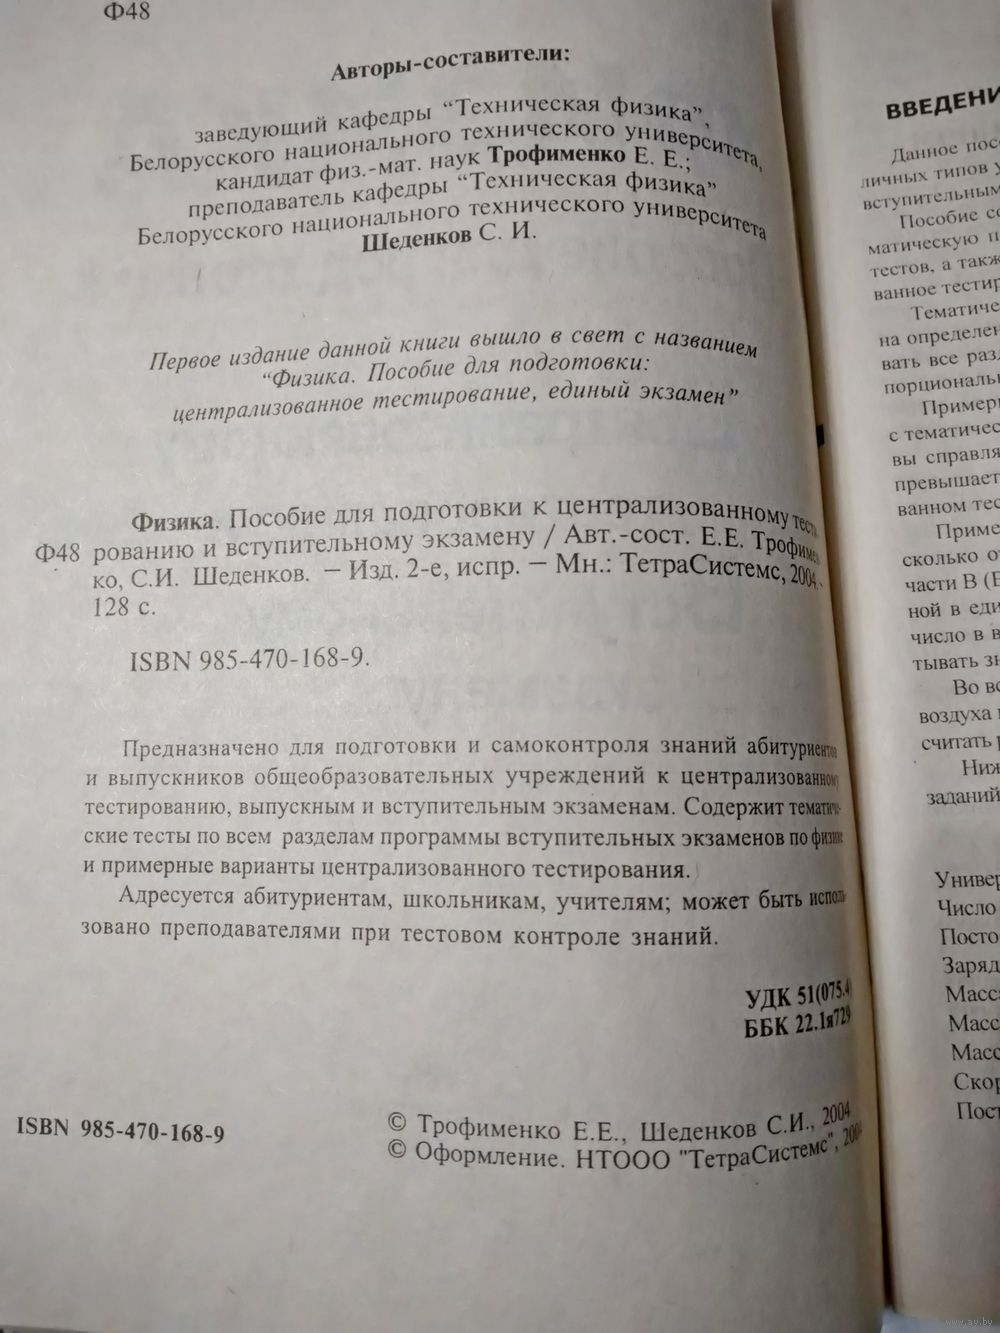 Ф48
Авторы-составители:
заведующий кафедры “Техническая физика”,
Белорусского национального технического университета,
кандидат физ.-мат. наук Трофименко Е. Е.;
преподаватель кафедры “Техническая физика”
Белорусского национального технического университета
Шеденков С. И.
Первое издание данной книги вышло в свет с названием
“Физика. Пособие для подготовки:
централизованное тестирование, единый экзамен”
Физика. Пособие для подготовки к централизованному тести-
Ф48 рованию и вступительному экзамену / Авт.-сост. Е.Е. Трофимен-
ко, С.И. Шеденков. — Изд. 2-е, испр. — Мн.: ТетраСистемс, 2004.-
128 с.
ISBN 985-470-168-9.
Предназначено для подготовки и самоконтроля знаний абитуриентов
и выпускников общеобразовательных учреждений к централизованному
тестированию, выпускным и вступительным экзаменам. Содержит тематиче-
ские тесты по всем разделам программы вступительных экзаменов по физике
и примерные варианты централизованного тестирования.
Адресуется абитуриентам, школьникам, учителям; может быть исполь-
зовано преподавателями при тестовом контроле знаний.
УДК 51(075.4)
ББК 22.1я729
ISBN 985-470-168-9
© Трофименко Е.Е., Шеденков С.И., 2004
© Оформление. НТООО "ТетраСистемс", 2004
ВВЕДЕНИ
Данное посо
личных типов у
вступительным
Пособие со
матическую п
тестов, а такж
ванное тестир
Тематиче
на определен
вать все разд
порциональн
Пример
с тематичес
вы справля
превышает
ванном тес
Приме
сколько о
части В (Е
ной в еди
число в в
тывать зн
Во вс
воздуха
считать р
Ниж
заданий
Универ
Число
Посто
Заряд
Масса
Масс
Масс
Скор
Пост
www.ay.by